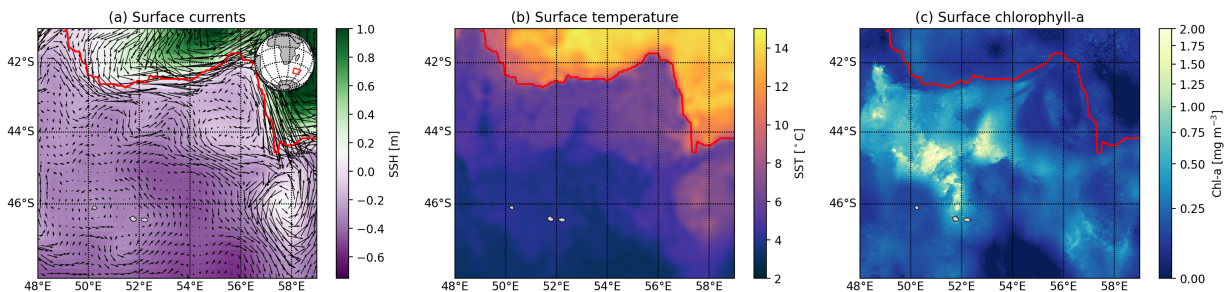 (a) Surface currents
42°S
44°S
46°S
48°E 50°E 52°E 54°E 56°E 58°E
1.0
0.8
0.6
0.4
0.2
0.0
−0.2
−0.4
−0.6
SSH [m]
(b) Surface temperature
42°S
44°S
46°S
48°E 50°E 52°E 54°E 56°E 58°E
14
12
10
8
6
4
2
SST [°C]
(c) Surface chlorophyll-a
42°S
44°S
46°S
48°E 50°E 52°E 54°E 56°E 58°E
2.00
1.75
1.50
1.25
1.00
0.75
0.50
0.25
0.00
Chl-a [mg m⁻³]